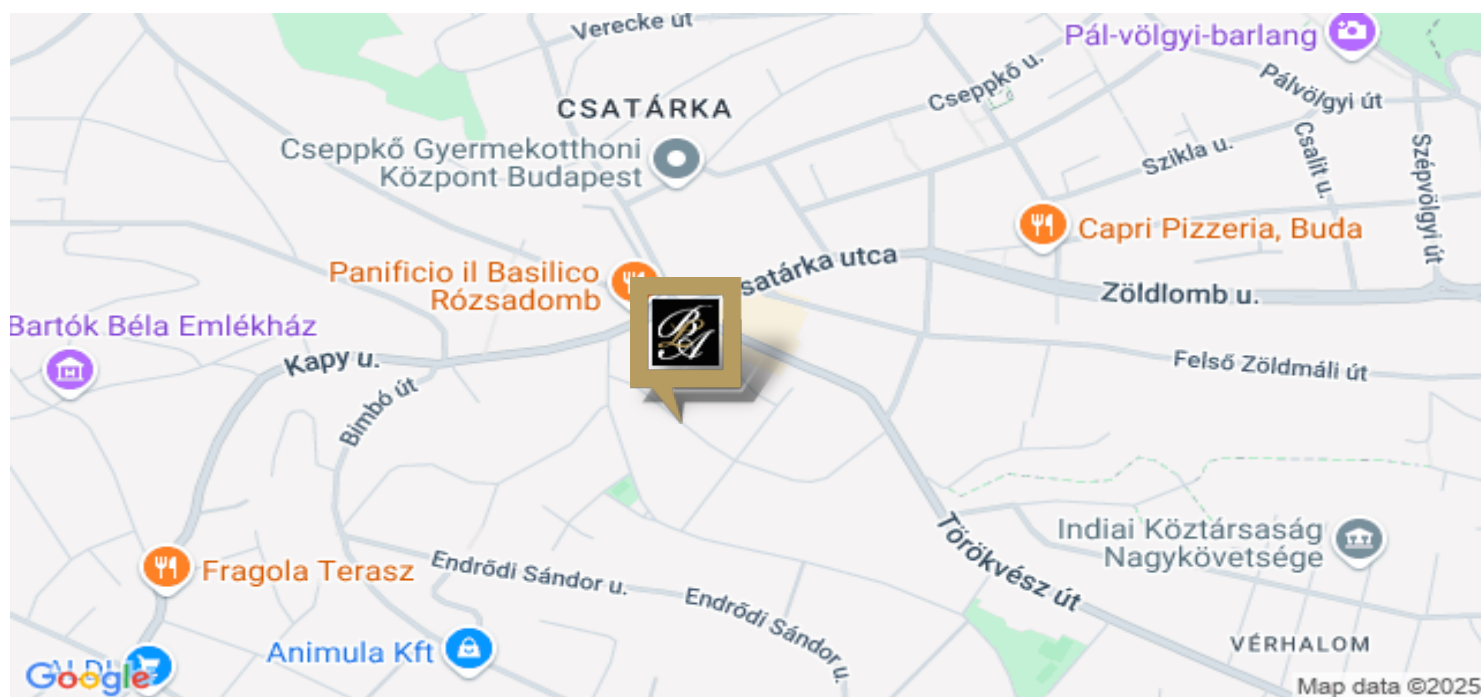 Verecke út
Pál-völgyi-barlang
Pálvölgyi út
Cseppkő u.
CSATÁRKA
Cseppkő Gyermekotthoni
Központ Budapest
Szikla u.
Csalit u.
Szépvölgyi út
Capri Pizzeria, Buda
Panificio il Basilico
Rózsadomb
satárka utca
Zöldlomb u.
Bartók Béla Emlékház
Kapy u.
BLA
Felső Zöldmáli út
Bimbó út
Törökvész út
Indiai Köztársaság
Nagykövetsége
Fragola Terasz
Endrődi Sándor u.
Endrődi Sándor u.
VÉRHALOM
Animula Kft
ALDI
Google
Map data ©2025